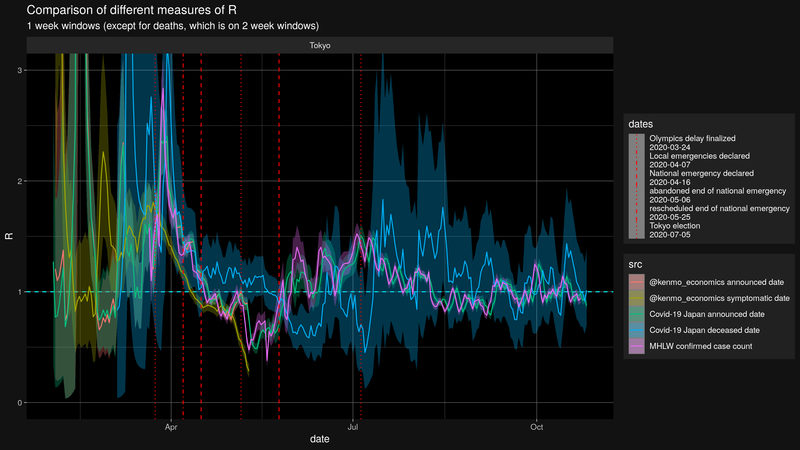 Comparison of different measures of R
1 week windows (except for deaths, which is on 2 week windows)
Tokyo
3
2
1
0
R
Apr
Jul
Oct
date
dates
Olympics delay finalized
2020-03-24
Local emergencies declared
2020-04-07
National emergency declared
2020-04-16
abandoned end of national emergency
2020-05-06
rescheduled end of national emergency
2020-05-25
Tokyo election
2020-07-05
src
@kenmo_economics announced date
@kenmo_economics symptomatic date
Covid-19 Japan announced date
Covid-19 Japan deceased date
MHLW confirmed case count